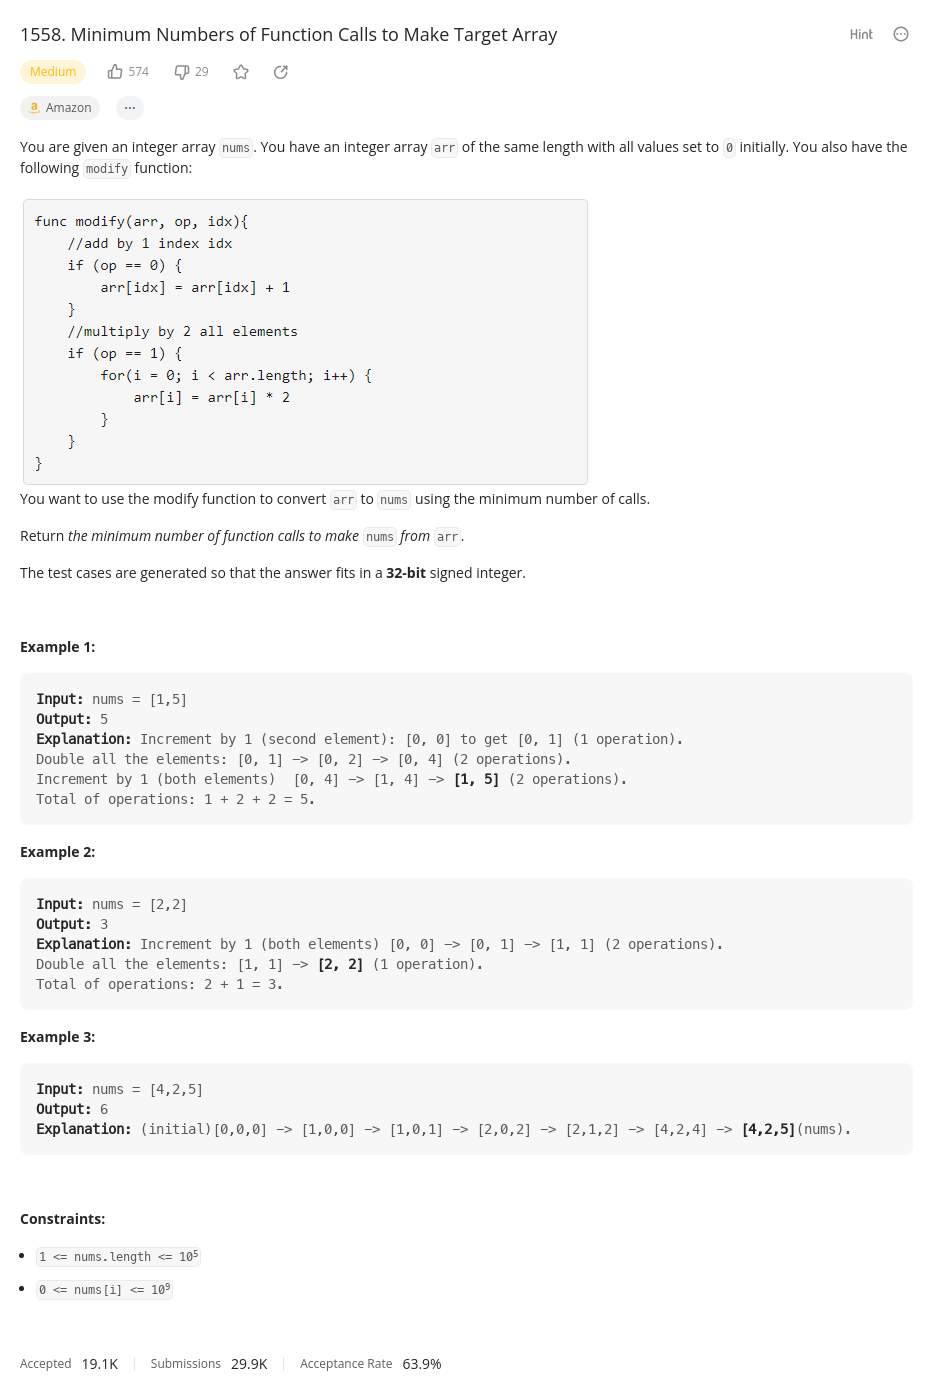 1558. Minimum Numbers of Function Calls to Make Target Array
Hint
Medium 574 29
Amazon ...
You are given an integer array nums. You have an integer array arr of the same length with all values set to 0 initially. You also have the
following modify function:
func modify(arr, op, idx){
    //add by 1 index idx
    if (op == 0) {
        arr[idx] = arr[idx] + 1
    }
    //multiply by 2 all elements
    if (op == 1) {
        for(i = 0; i < arr.length; i++) {
            arr[i] = arr[i] * 2
        }
    }
}
You want to use the modify function to convert arr to nums using the minimum number of calls.
Return the minimum number of function calls to make nums from arr.
The test cases are generated so that the answer fits in a 32-bit signed integer.
Example 1:
Input: nums = [1,5]
Output: 5
Explanation: Increment by 1 (second element): [0, 0] to get [0, 1] (1 operation).
Double all the elements: [0, 1] -> [0, 2] -> [0, 4] (2 operations).
Increment by 1 (both elements)  [0, 4] -> [1, 4] -> [1, 5] (2 operations).
Total of operations: 1 + 2 + 2 = 5.
Example 2:
Input: nums = [2,2]
Output: 3
Explanation: Increment by 1 (both elements) [0, 0] -> [0, 1] -> [1, 1] (2 operations).
Double all the elements: [1, 1] -> [2, 2] (1 operation).
Total of operations: 2 + 1 = 3.
Example 3:
Input: nums = [4,2,5]
Output: 6
Explanation: (initial)[0,0,0] -> [1,0,0] -> [1,0,1] -> [2,0,2] -> [2,1,2] -> [4,2,4] -> [4,2,5](nums).
Constraints:
• 1 <= nums.length <= 10⁵
• 0 <= nums[i] <= 10⁹
Accepted 19.1K Submissions 29.9K Acceptance Rate 63.9%